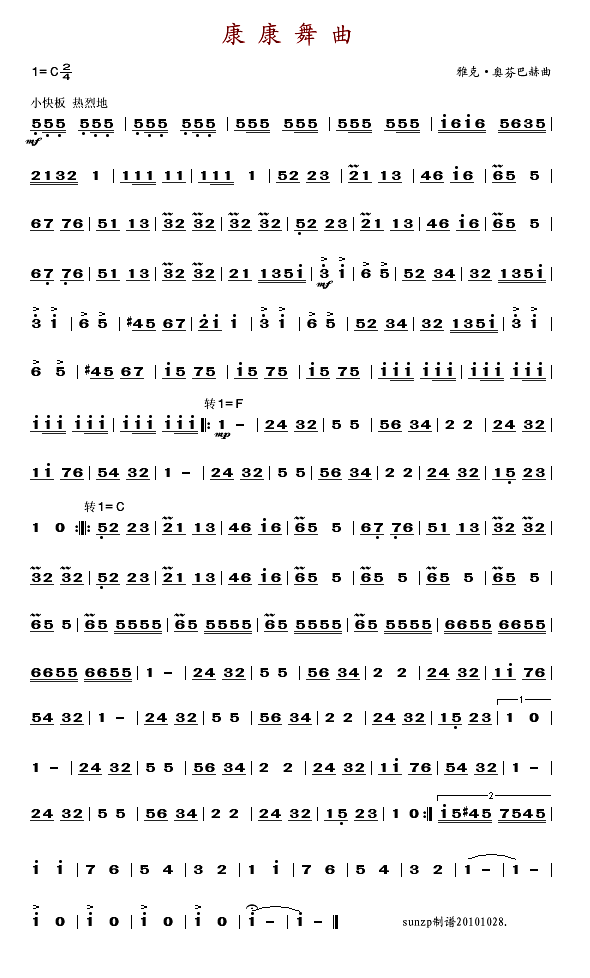 康康舞曲
1=C 2/4
雅克·奥芬巴赫曲
小快板 热烈地
555 555 | 555 555 | 555 555 | 555 555 | i6i6 5635 |
mf
2132 1 | 111 11 | 111 1 | 52 23 | 21 13 | 46 i6 | 65 5 |
67 76 | 51 13 | 32 32 | 32 32 | 52 23 | 21 13 | 46 i6 | 65 5
67 76 | 51 13 | 32 32 | 21 135i | 3 i | 6 5 | 52 34 | 32 135i |
mf
3 i | 6 5 | #45 67 | 2i i | 3 i | 6 5 | 52 34 | 32 135i | 3 i |
6 5 | #45 67 | i5 75 | i5 75 | i5 75 | iii iii | iii iii |
转1=F
iii iii | iii iii |: 1 – | 24 32 | 5 5 | 56 34 | 2 2 | 24 32 |
mp
1i 76 | 54 32 | 1 – | 24 32 | 5 5 | 56 34 | 2 2 | 24 32 | 15 23 |
转1=C
1 0 :||: 52 23 | 21 13 | 46 i6 | 65 5 | 67 76 | 51 13 | 32 32 |
32 32 | 52 23 | 21 13 | 46 i6 | 65 5 | 65 5 | 65 5 | 65 5 |
65 5 | 65 5555 | 65 5555 | 65 5555 | 65 5555 | 6655 6655 |
6655 6655 | 1 – | 24 32 | 5 5 | 56 34 | 2 2 | 24 32 | 1i 76 |
1
54 32 | 1 – | 24 32 | 5 5 | 56 34 | 2 2 | 24 32 | 15 23 | 1 0
1 – | 24 32 | 5 5 | 56 34 | 2 2 | 24 32 | 1i 76 | 54 32 | 1 – |
2
24 32 | 5 5 | 56 34 | 2 2 | 24 32 | 15 23 | 1 0 :|| i5#45 7545 |
i i | 7 6 | 5 4 | 3 2 | 1 i | 7 6 | 5 4 | 3 2 | 1 – | 1 – |
i 0 | i 0 | i 0 | i 0 | i – | i – ||
sunzp制谱20101028.